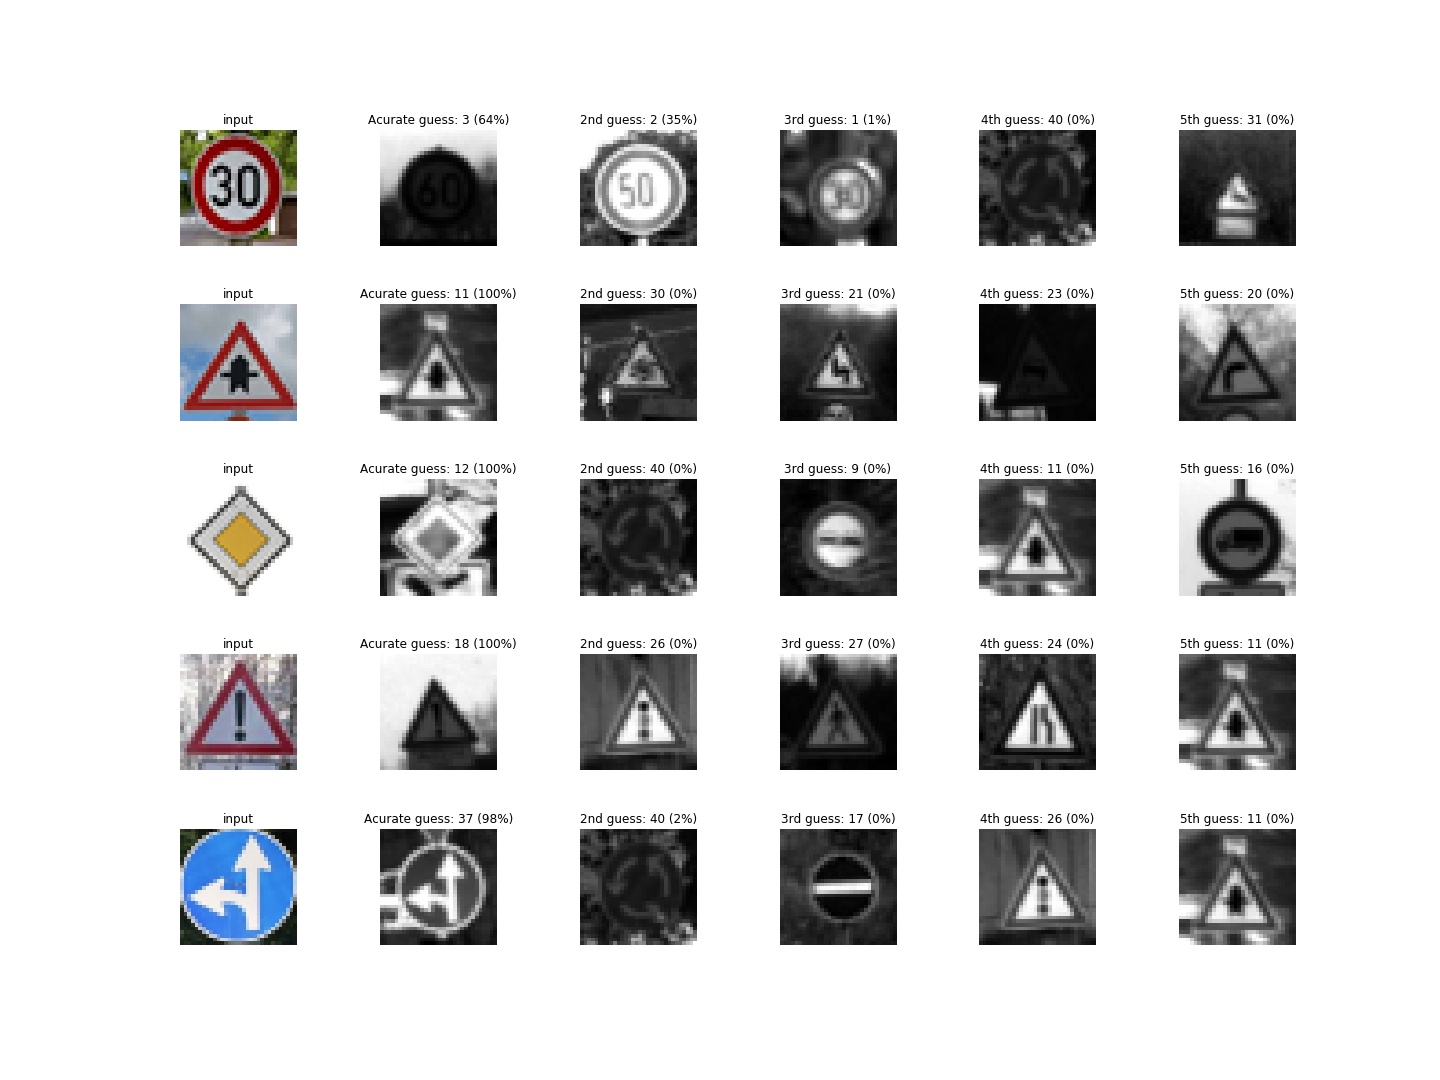 input Acurate guess: 3 (64%) 2nd guess: 2 (35%) 3rd guess: 1 (1%) 4th guess: 40 (0%) 5th guess: 31 (0%)
30 60 50 30
input Acurate guess: 11 (100%) 2nd guess: 30 (0%) 3rd guess: 21 (0%) 4th guess: 23 (0%) 5th guess: 20 (0%)
input Acurate guess: 12 (100%) 2nd guess: 40 (0%) 3rd guess: 9 (0%) 4th guess: 11 (0%) 5th guess: 16 (0%)
input Acurate guess: 18 (100%) 2nd guess: 26 (0%) 3rd guess: 27 (0%) 4th guess: 24 (0%) 5th guess: 11 (0%)
input Acurate guess: 37 (98%) 2nd guess: 40 (2%) 3rd guess: 17 (0%) 4th guess: 26 (0%) 5th guess: 11 (0%)